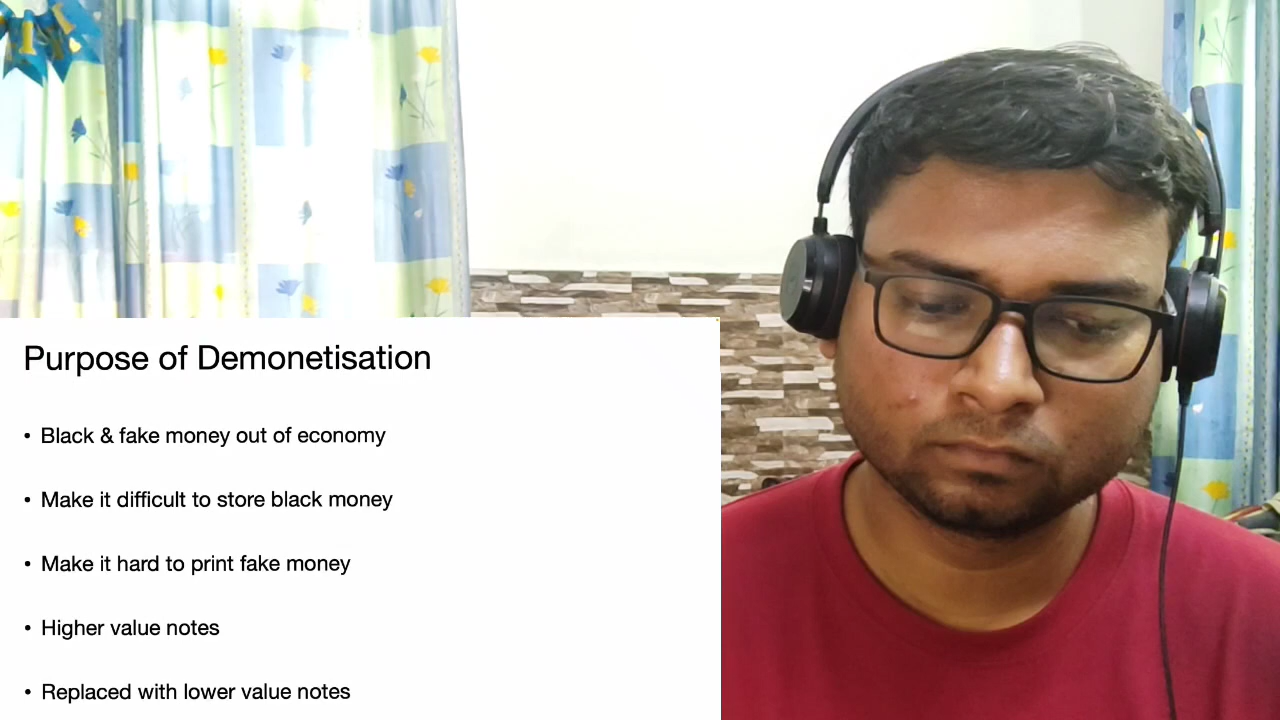 Purpose of Demonetisation
• Black & fake money out of economy
• Make it difficult to store black money
• Make it hard to print fake money
• Higher value notes
• Replaced with lower value notes